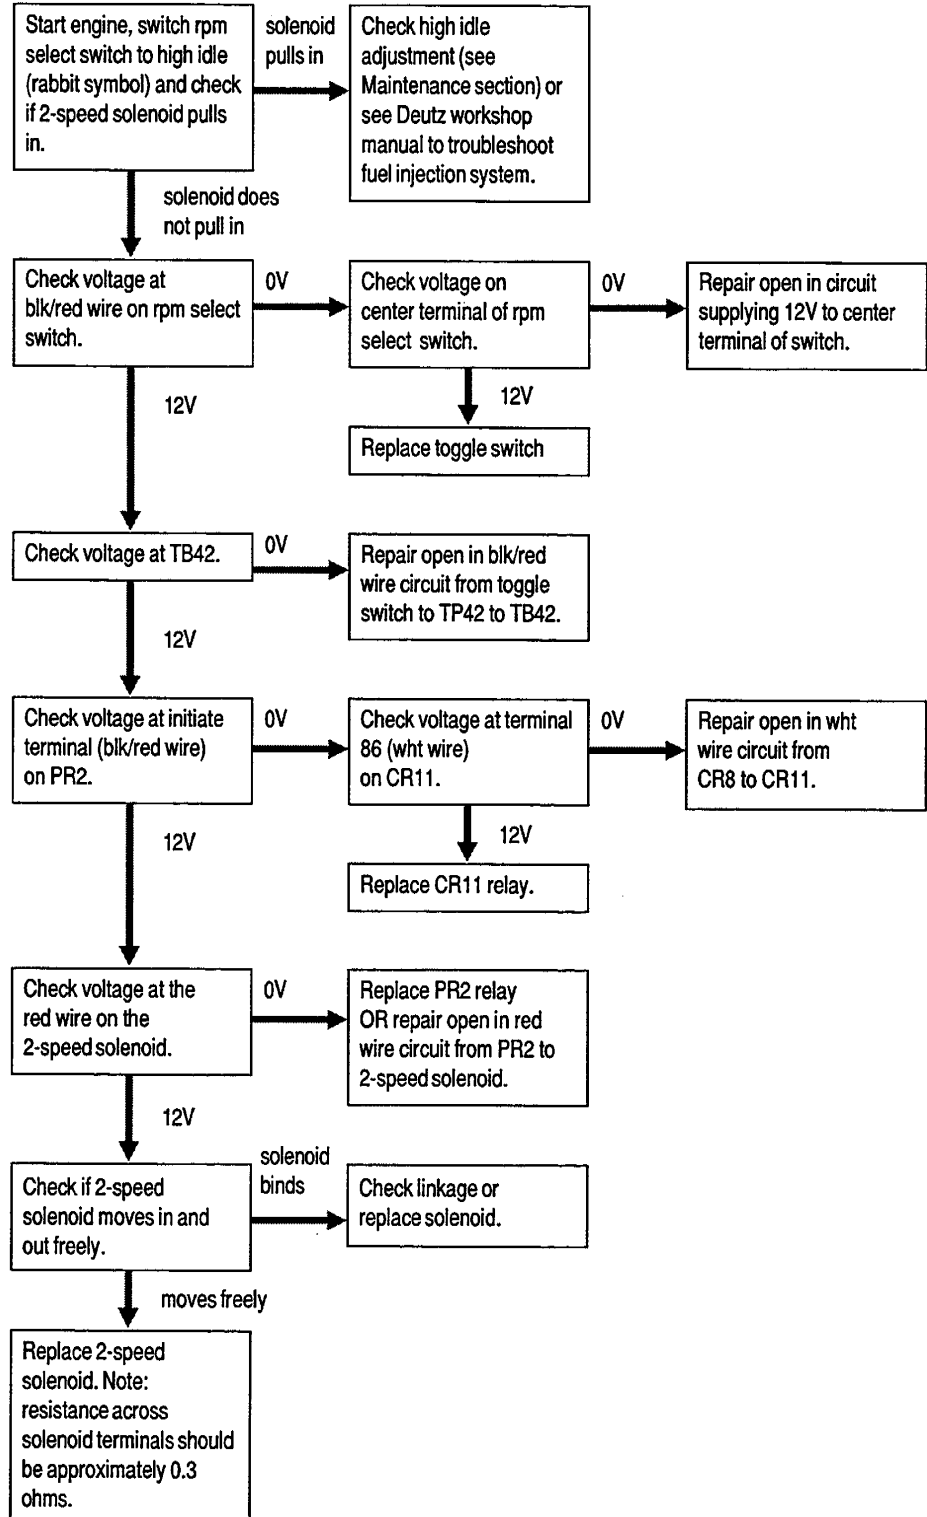 Start engine, switch rpm
select switch to high idle
(rabbit symbol) and check
if 2-speed solenoid pulls
in.
solenoid
pulls in
Check high idle
adjustment (see
Maintenance section) or
see Deutz workshop
manual to troubleshoot
fuel injection system.
solenoid does
not pull in
Check voltage at
blk/red wire on rpm select
switch.
0V
Check voltage on
center terminal of rpm
select switch.
0V
Repair open in circuit
supplying 12V to center
terminal of switch.
12V
12V
Replace toggle switch
Check voltage at TB42.
0V
Repair open in blk/red
wire circuit from toggle
switch to TP42 to TB42.
12V
Check voltage at initiate
terminal (blk/red wire)
on PR2.
0V
Check voltage at terminal
86 (wht wire)
on CR11.
0V
Repair open in wht
wire circuit from
CR8 to CR11.
12V
12V
Replace CR11 relay.
Check voltage at the
red wire on the
2-speed solenoid.
0V
Replace PR2 relay
OR repair open in red
wire circuit from PR2 to
2-speed solenoid.
12V
Check if 2-speed
solenoid moves in and
out freely.
solenoid
binds
Check linkage or
replace solenoid.
moves freely
Replace 2-speed
solenoid. Note:
resistance across
solenoid terminals should
be approximately 0.3
ohms.